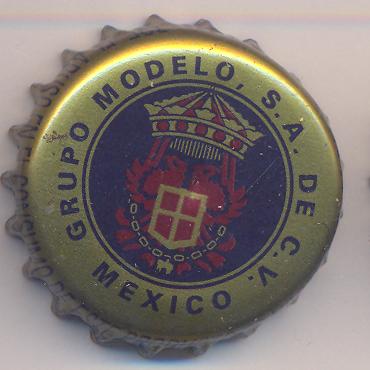 GRUPO MODELO, S.A. DE C.V.
MEXICO